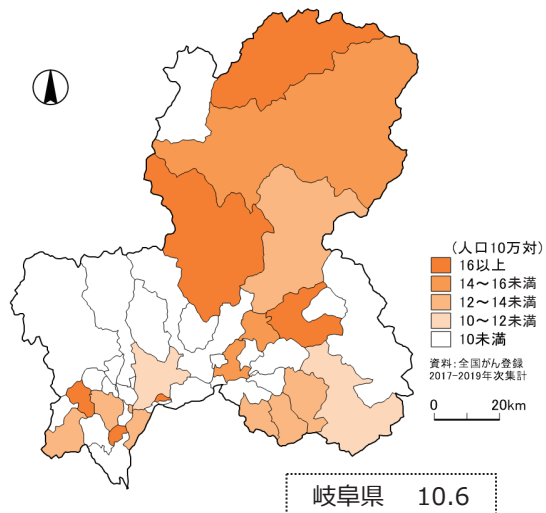 (人口10万対)
16以上
14～16未満
12～14未満
10～12未満
10未満
資料:全国がん登録
2017-2019年次集計
0 20km
岐阜県 10.6